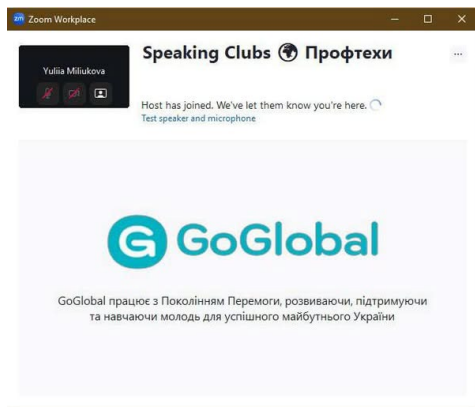 zm Zoom Workplace
Yuliia Miliukova
Speaking Clubs 🌍 Профтехи
Host has joined. We've let them know you're here.
Test speaker and microphone
GoGlobal
GoGlobal працює з Поколінням Перемоги, розвиваючи, підтримуючи
та навчаючи молодь для успішного майбутнього України